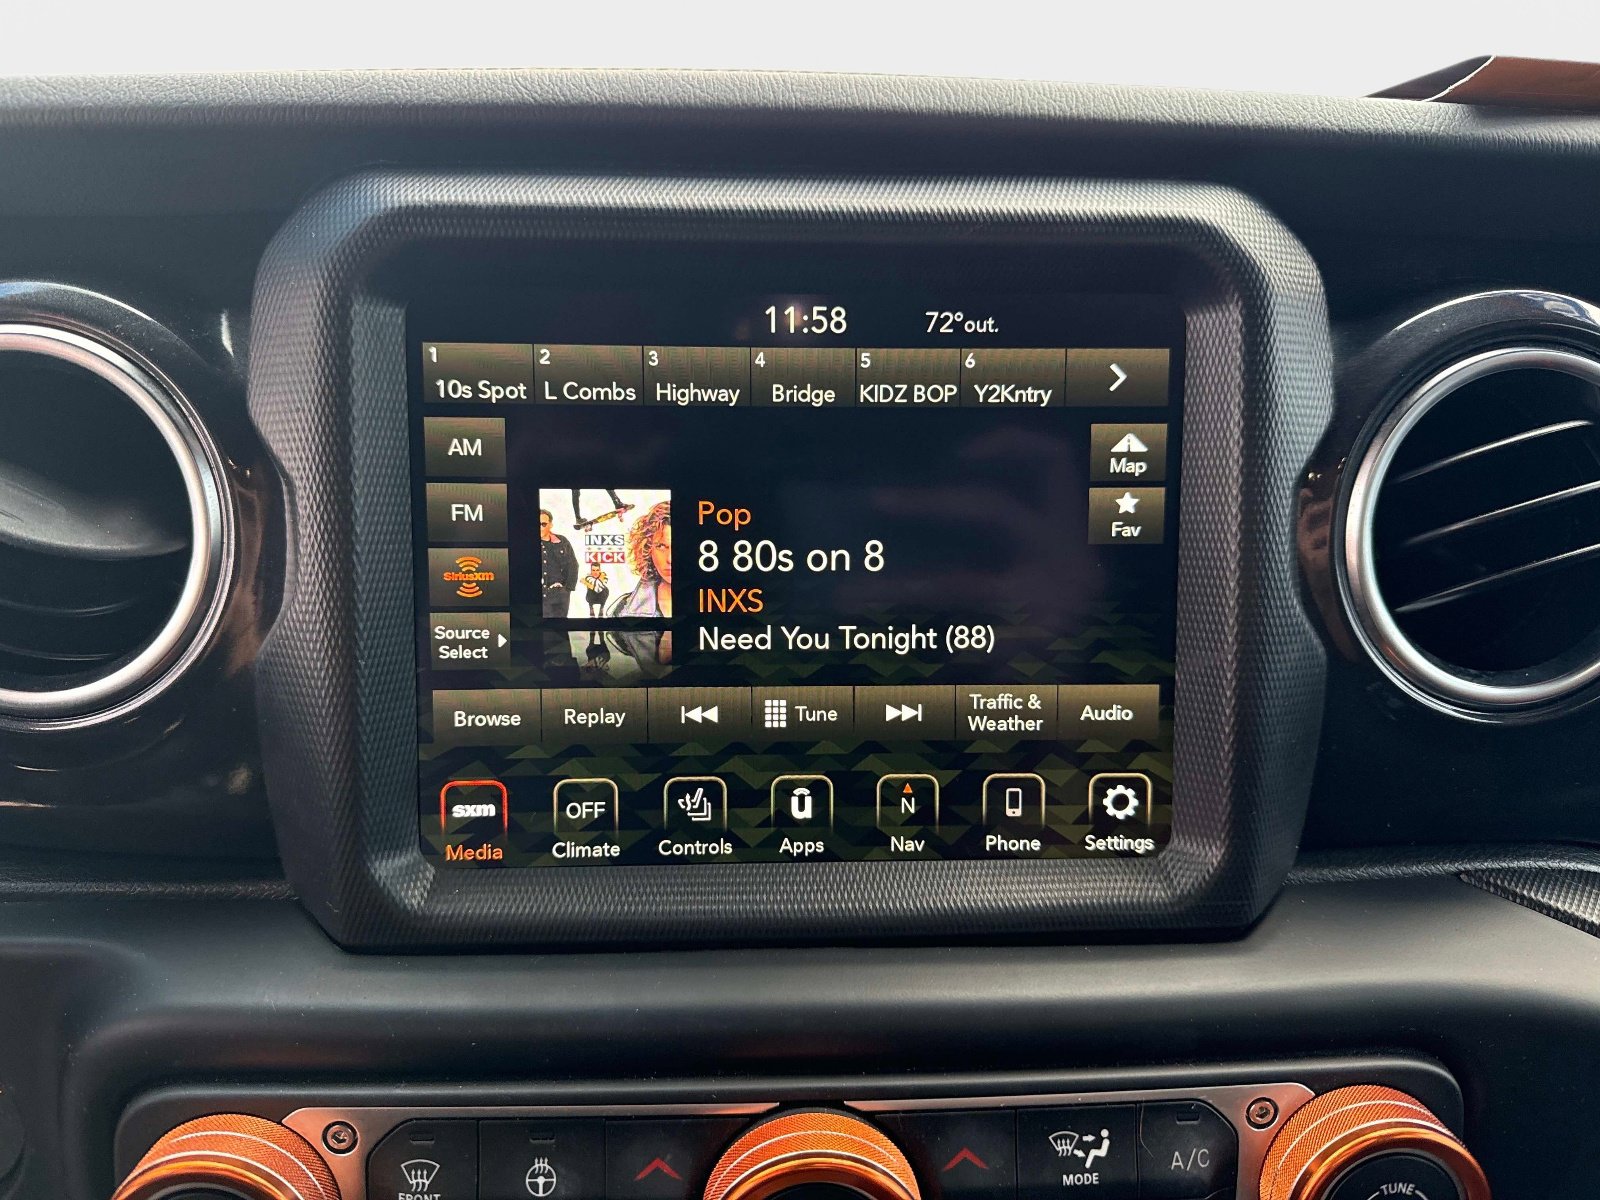 11:58
72° out.
1 10s Spot
2 L Combs
3 Highway
4 Bridge
5 KIDZ BOP
6 Y2Kntry
AM
FM
SiriusXM
Source
Select
Map
Fav
INXS
KICK
Pop
8 80s on 8
INXS
Need You Tonight (88)
Browse
Replay
Tune
Traffic &
Weather
Audio
sxm
Media
OFF
Climate
Controls
ū
Apps
N
Nav
Phone
Settings
FRONT
MODE
A/C
TUNE